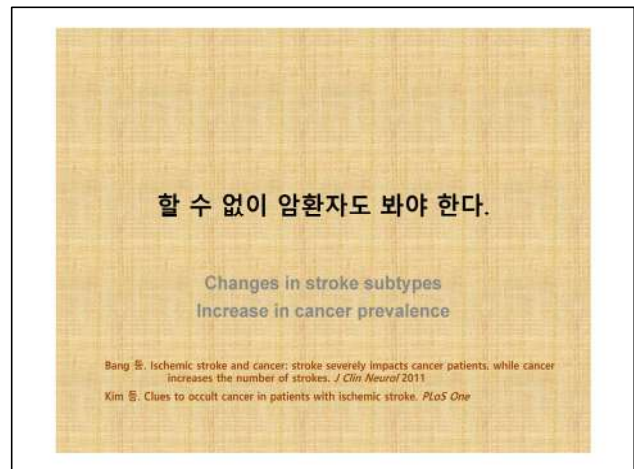 할 수 없이 암환자도 봐야 한다.
Changes in stroke subtypes
Increase in cancer prevalence
Bang 등. Ischemic stroke and cancer: stroke severely impacts cancer patients, while cancer
increases the number of strokes. J Clin Neurol 2011
Kim 등. Clues to occult cancer in patients with ischemic stroke. PLoS One